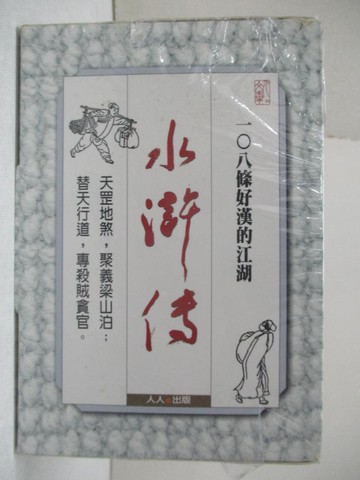 一〇八條好漢的江湖
水滸傳
天罡地煞，聚義梁山泊；
替天行道，專殺賊貪官。
人人出版